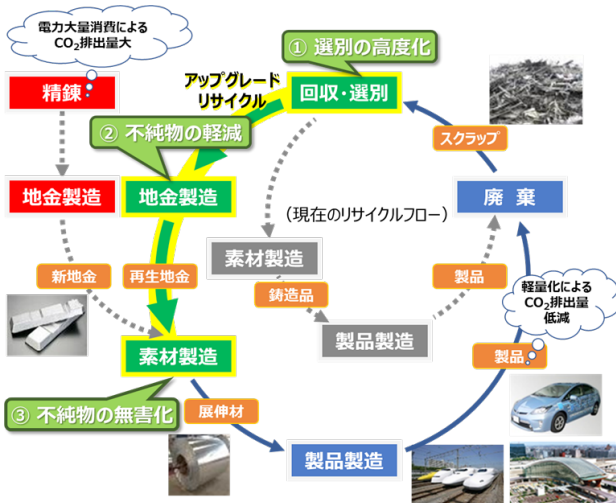 電力大量消費による
CO₂排出量大
① 選別の高度化
精錬
アップグレード
リサイクル
回収・選別
② 不純物の軽減
スクラップ
地金製造
地金製造
廃 棄
（現在のリサイクルフロー）
素材製造
新地金
再生地金
鋳造品
製品
軽量化による
CO₂排出量
低減
素材製造
製品製造
製品
③ 不純物の無害化
展伸材
製品製造